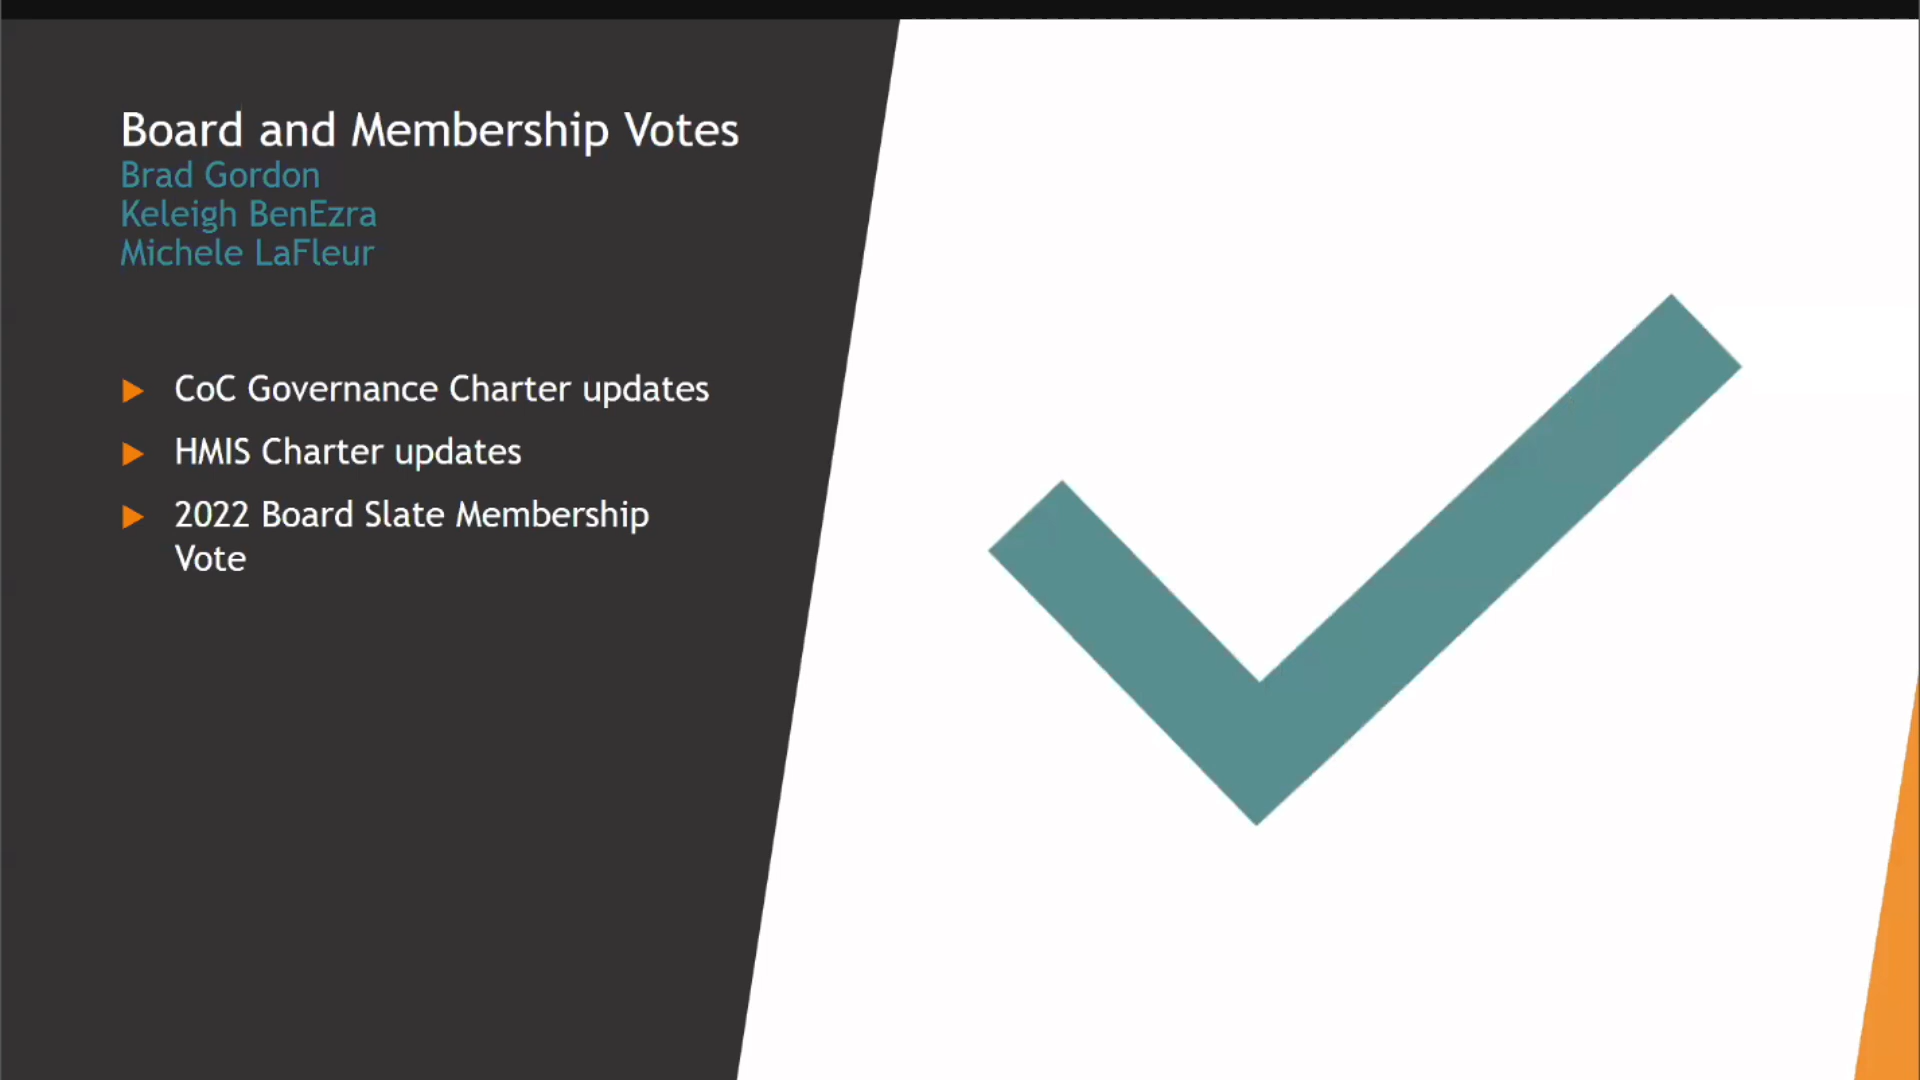 Board and Membership Votes
Brad Gordon
Keleigh BenEzra
Michele LaFleur
CoC Governance Charter updates
HMIS Charter updates
2022 Board Slate Membership
Vote